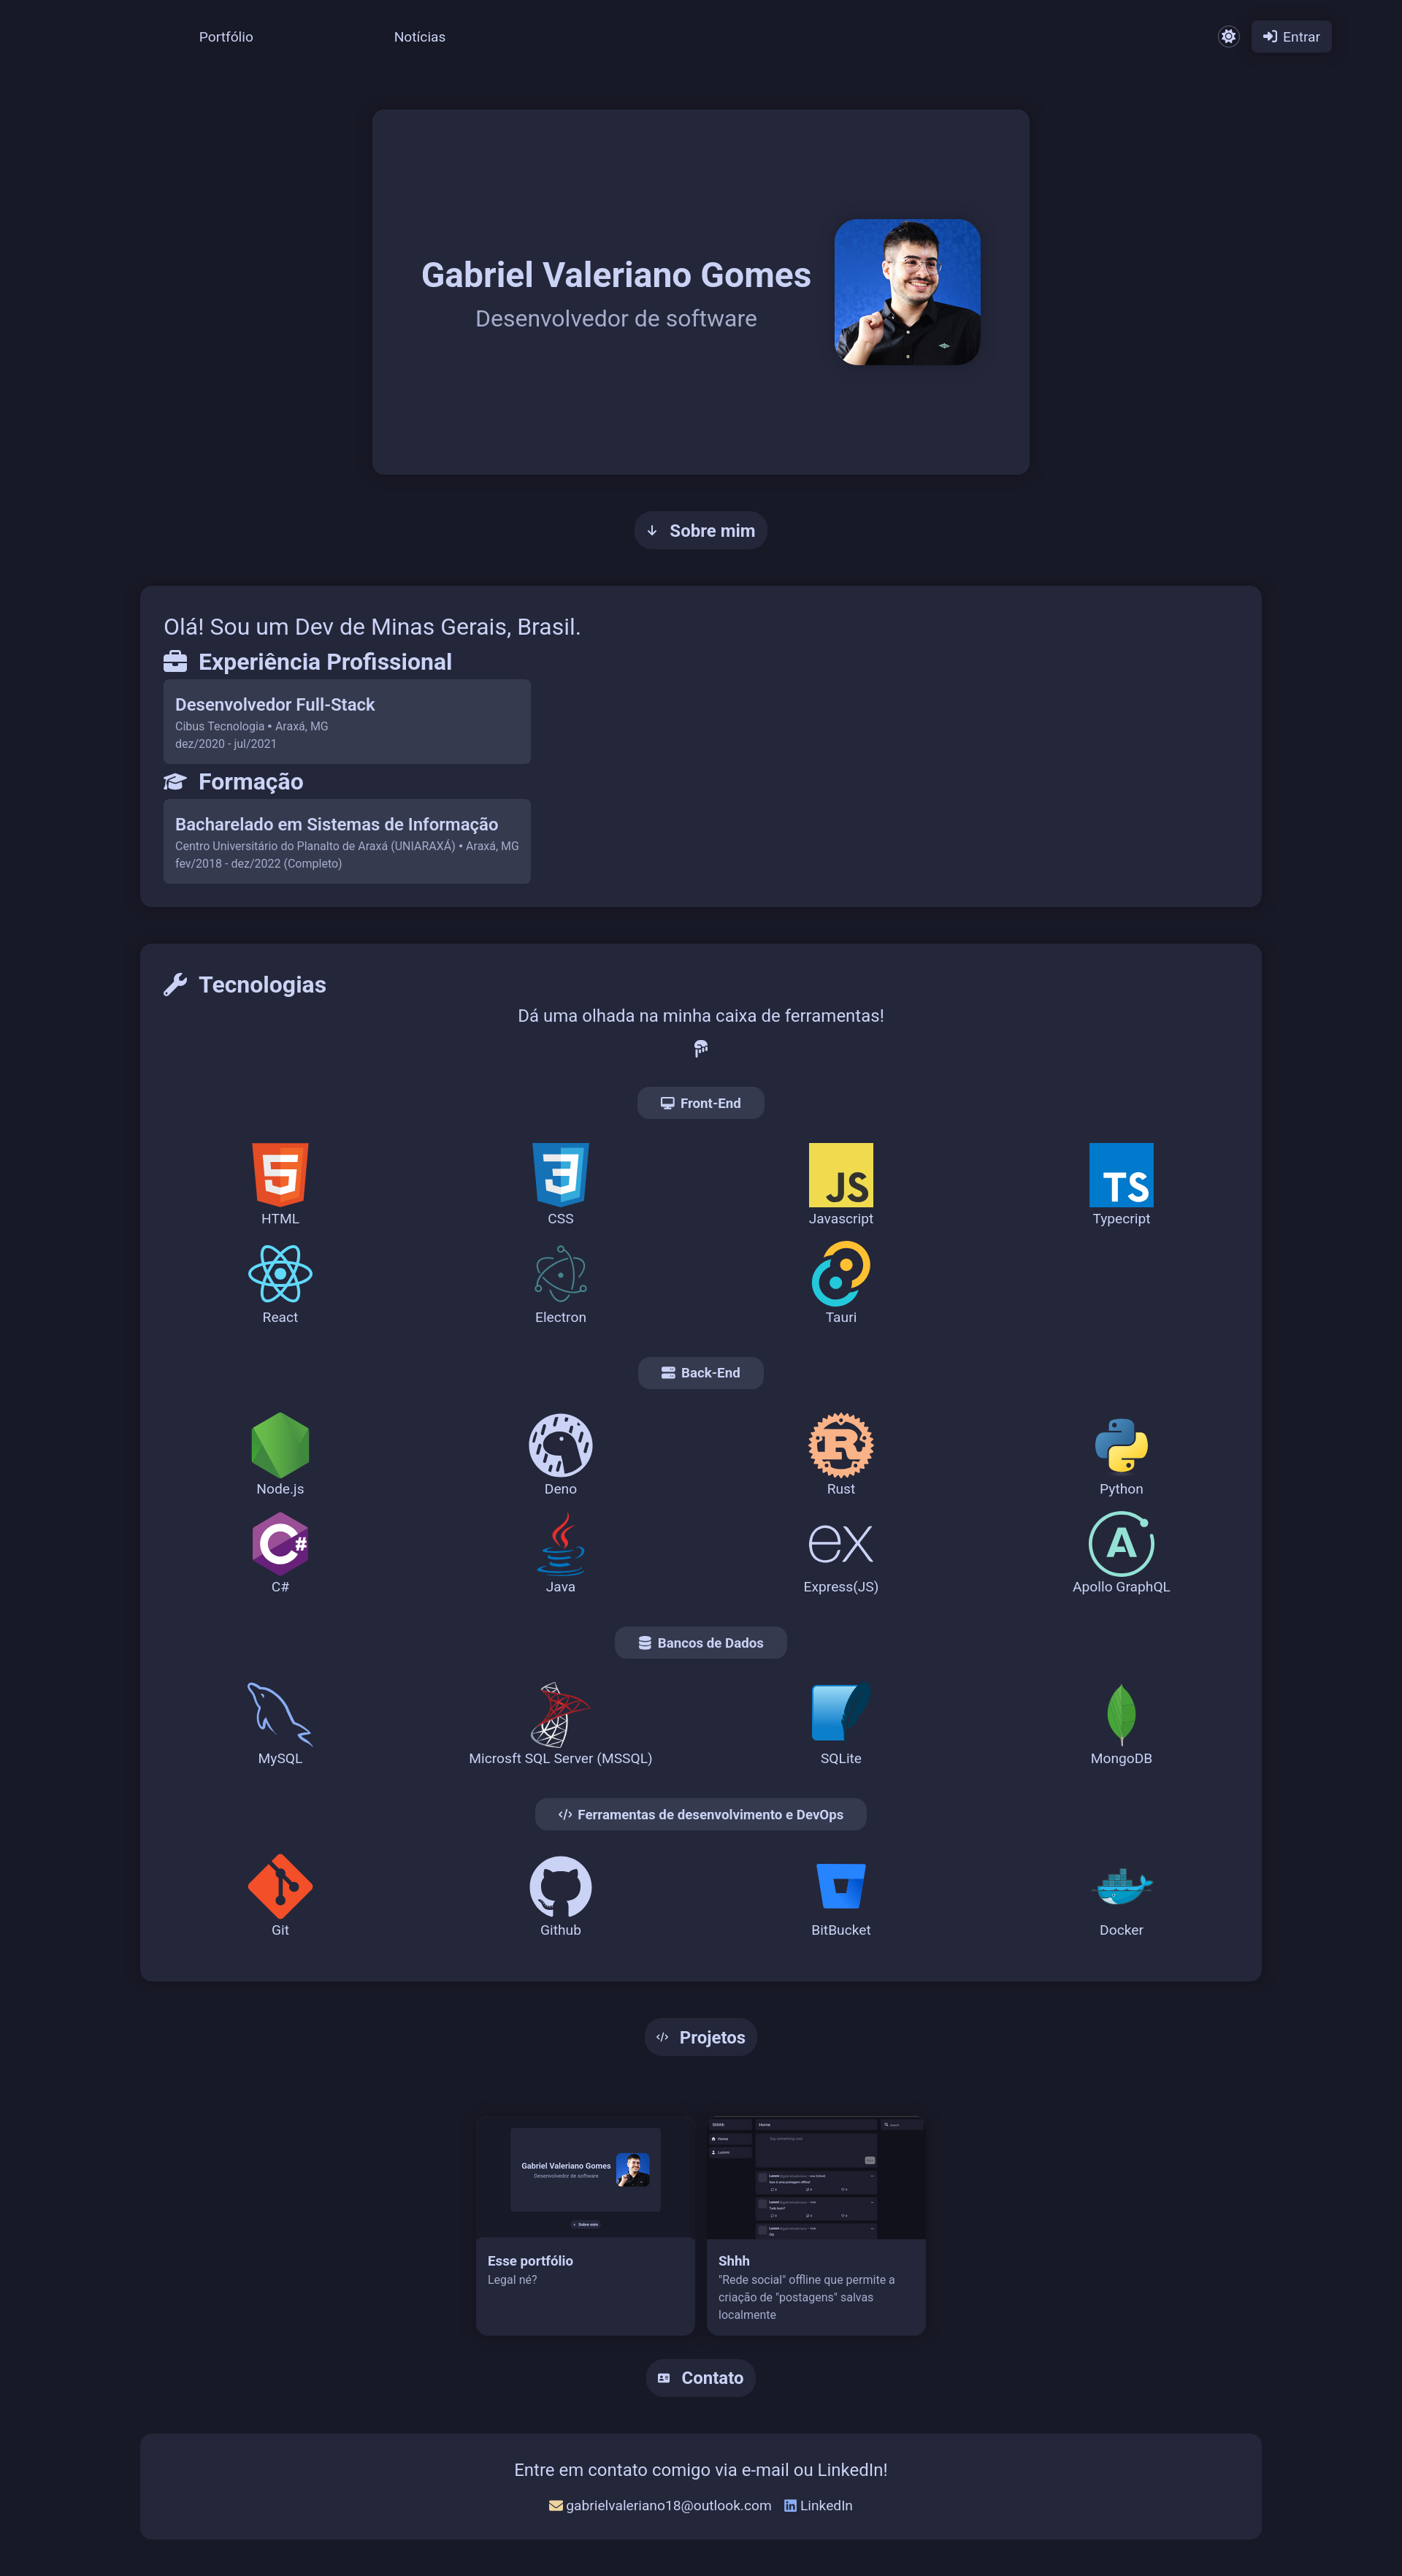 Portfólio
Notícias
Entrar
Gabriel Valeriano Gomes
Desenvolvedor de software
Sobre mim
Olá! Sou um Dev de Minas Gerais, Brasil.
Experiência Profissional
Desenvolvedor Full-Stack
Cibus Tecnologia • Araxá, MG
dez/2020 - jul/2021
Formação
Bacharelado em Sistemas de Informação
Centro Universitário do Planalto de Araxá (UNIARAXÁ) • Araxá, MG
fev/2018 - dez/2022 (Completo)
Tecnologias
Dá uma olhada na minha caixa de ferramentas!
Front-End
JS
TS
HTML
CSS
Javascript
Typecript
React
Electron
Tauri
Back-End
Node.js
Deno
Rust
Python
C#
Java
Express(JS)
Apollo GraphQL
Bancos de Dados
MySQL
Microsft SQL Server (MSSQL)
SQLite
MongoDB
Ferramentas de desenvolvimento e DevOps
Git
Github
BitBucket
Docker
Projetos
Gabriel Valeriano Gomes
Desenvolvedor de software
Sobre mim
Shhhh
Home
Home
Esse portfólio
Legal né?
Shhh
"Rede social" offline que permite a
criação de "postagens" salvas
localmente
Contato
Entre em contato comigo via e-mail ou LinkedIn!
gabrielvaleriano18@outlook.com
LinkedIn